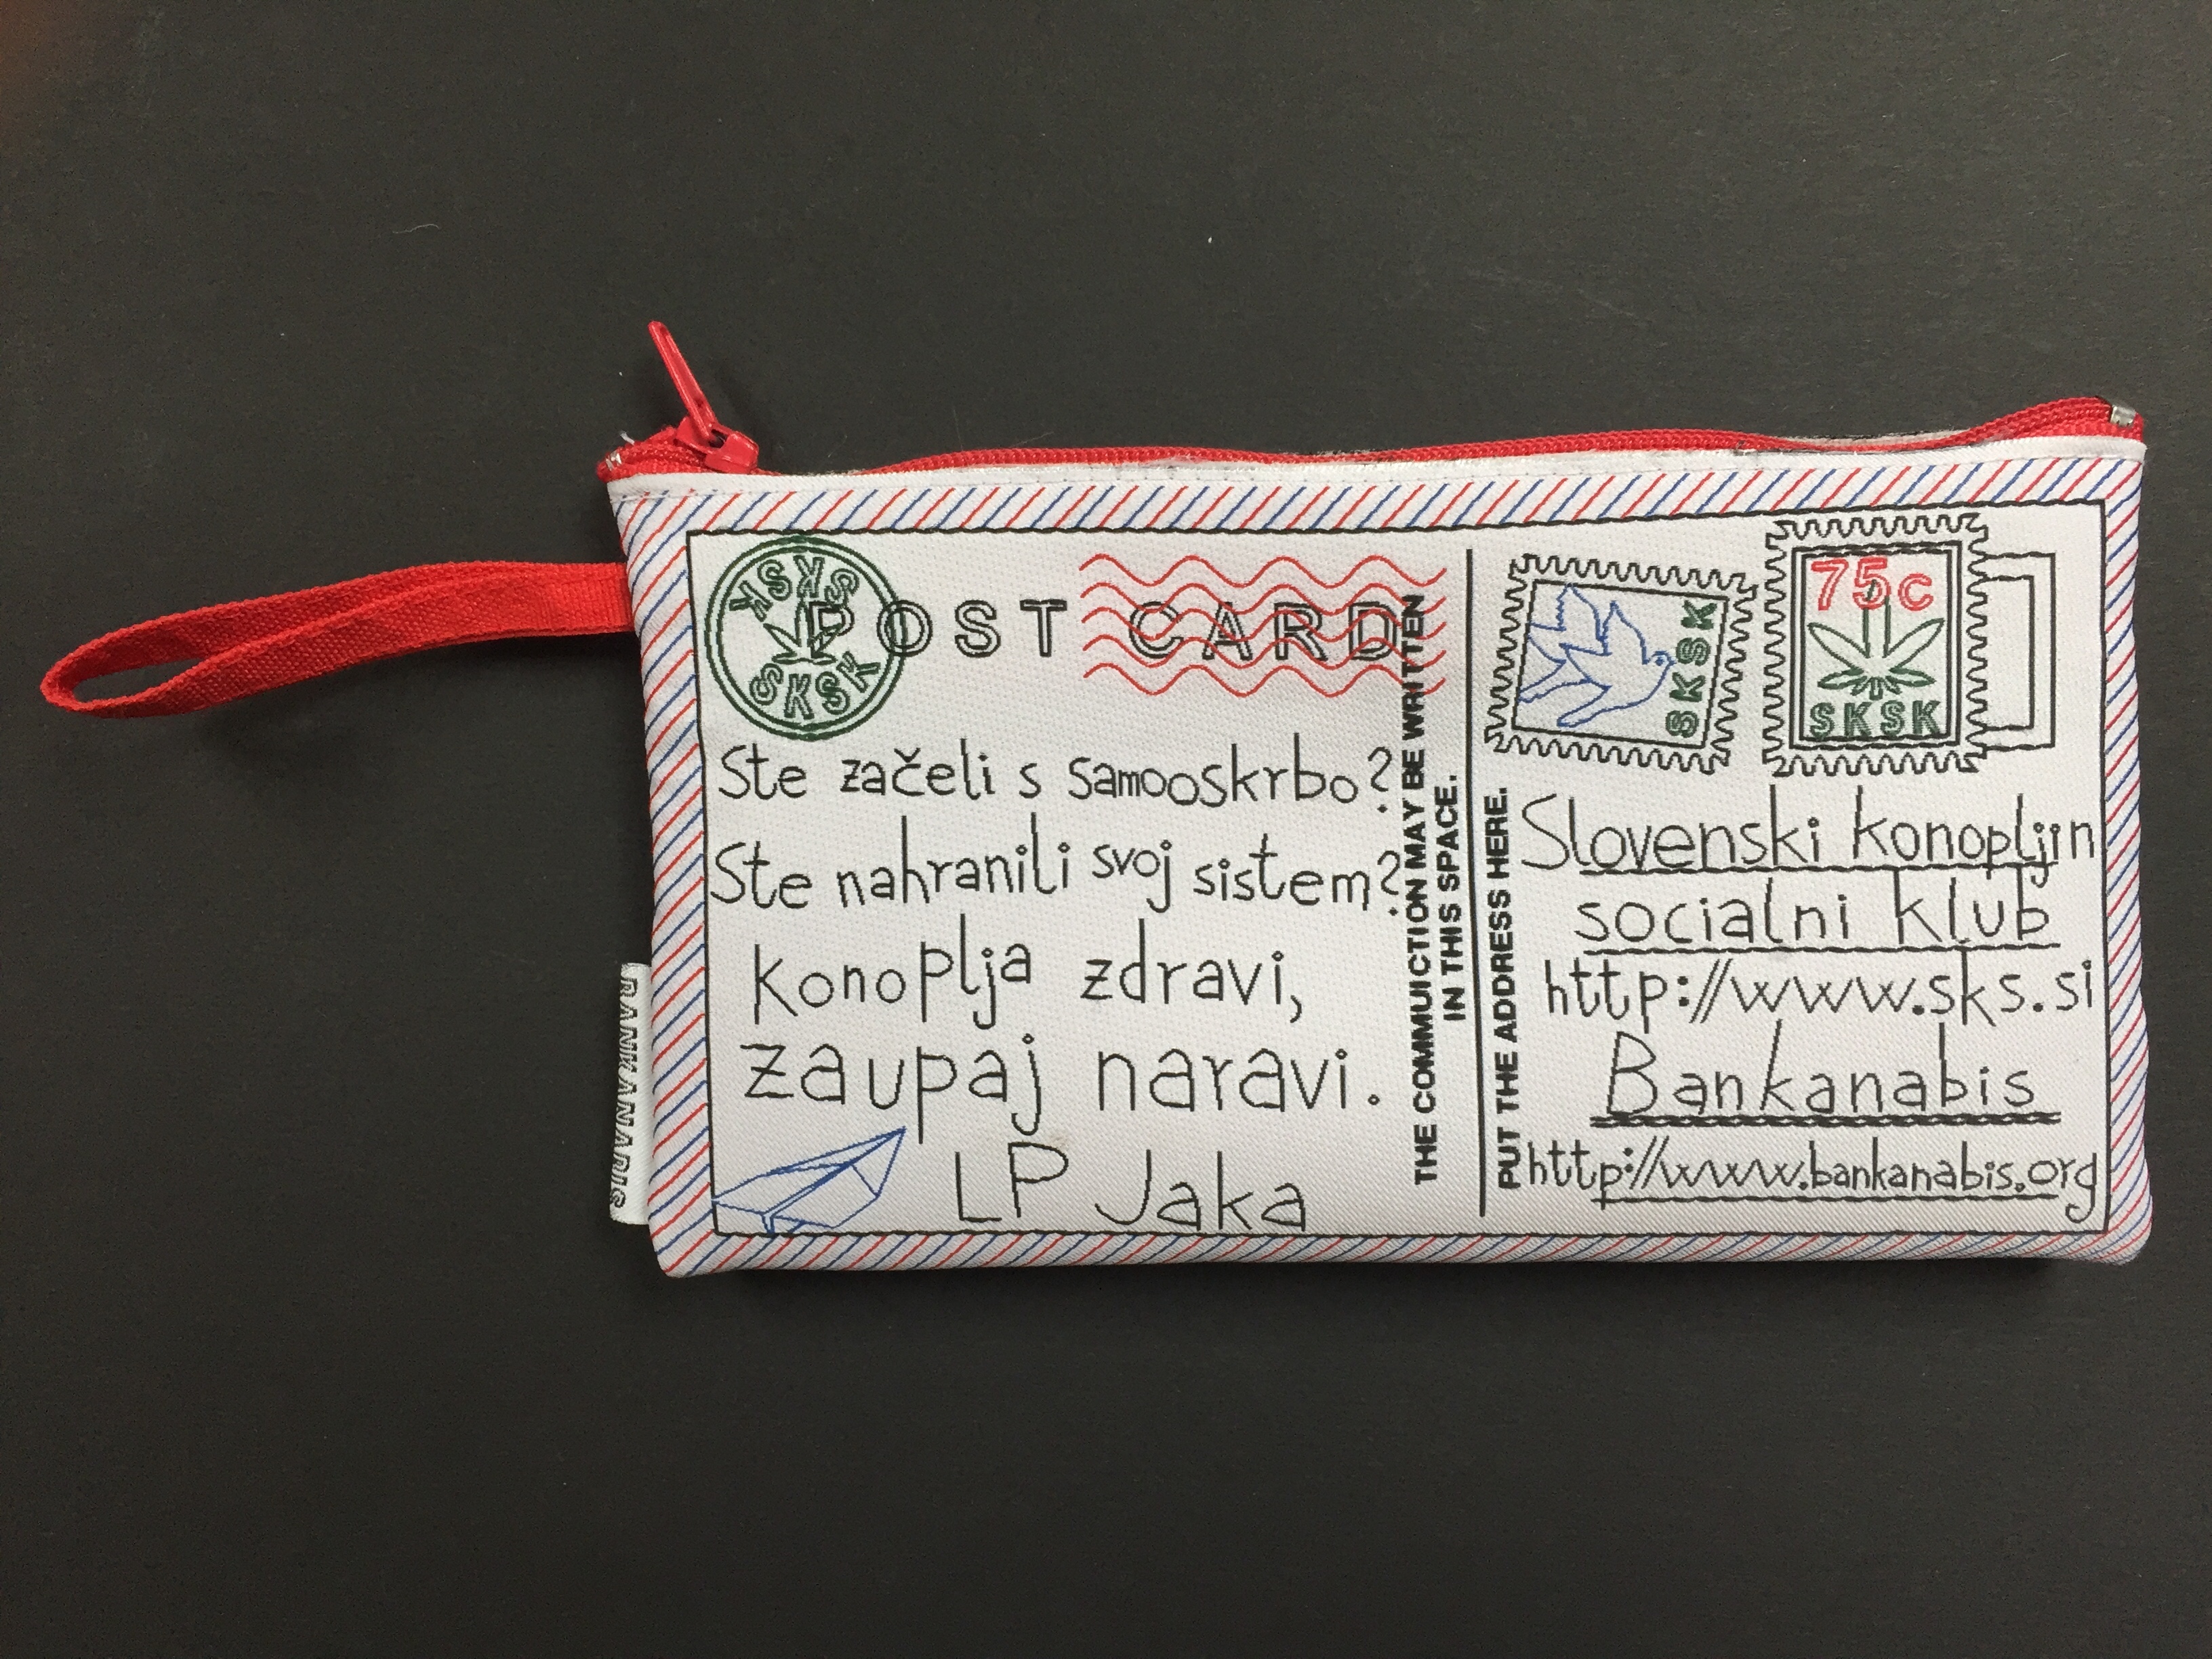 SKSK
SKSK
POST CARD
Ste začeli s samooskrbo?
Ste nahranili svoj sistem?
konoplja zdravi,
zaupaj naravi.
LP Jaka
THE COMMUICTION MAY BE WRITTEN
IN THIS SPACE.
PUT THE ADDRESS HERE.
SKSK
75c
SKSK
Slovenski konopljin
socialni klub
http://www.sks.si
Bankanabis
http://www.bankanabis.org
BANKANABIS